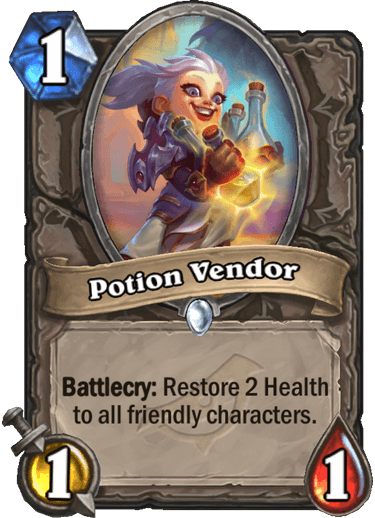 1
Potion Vendor
Battlecry: Restore 2 Health
to all friendly characters.
1
1